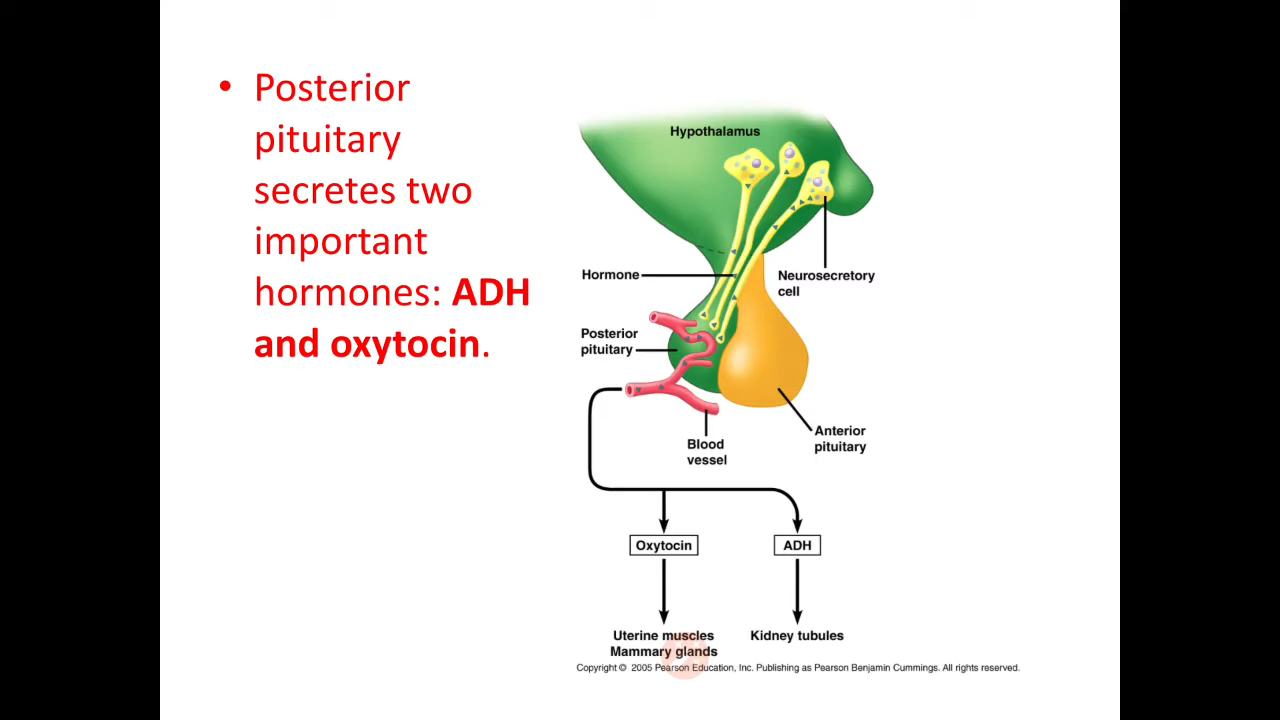 • Posterior
pituitary
secretes two
important
hormones: ADH
and oxytocin.
Hypothalamus
Hormone
Neurosecretory
cell
Posterior
pituitary
Anterior
pituitary
Blood
vessel
Oxytocin
ADH
Uterine muscles
Mammary glands
Kidney tubules
Copyright © 2005 Pearson Education, Inc. Publishing as Pearson Benjamin Cummings. All rights reserved.